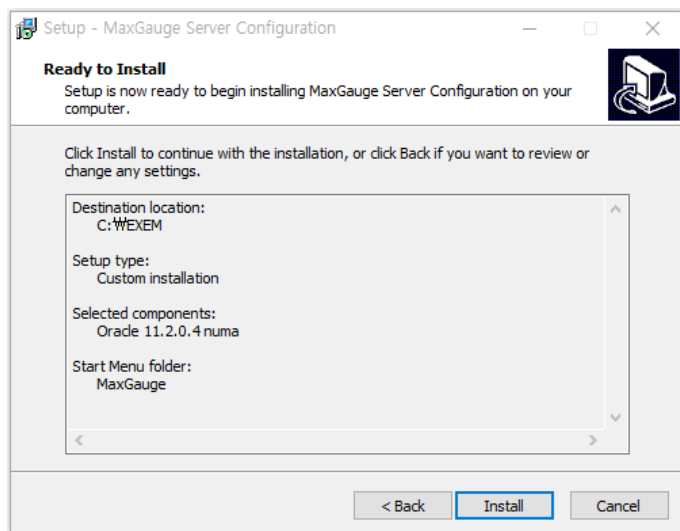 Setup - MaxGauge Server Configuration
Ready to Install
Setup is now ready to begin installing MaxGauge Server Configuration on your
computer.
Click Install to continue with the installation, or click Back if you want to review or
change any settings.
Destination location:
C:₩EXEM
Setup type:
Custom installation
Selected components:
Oracle 11.2.0.4 numa
Start Menu folder:
MaxGauge
< Back
Install
Cancel